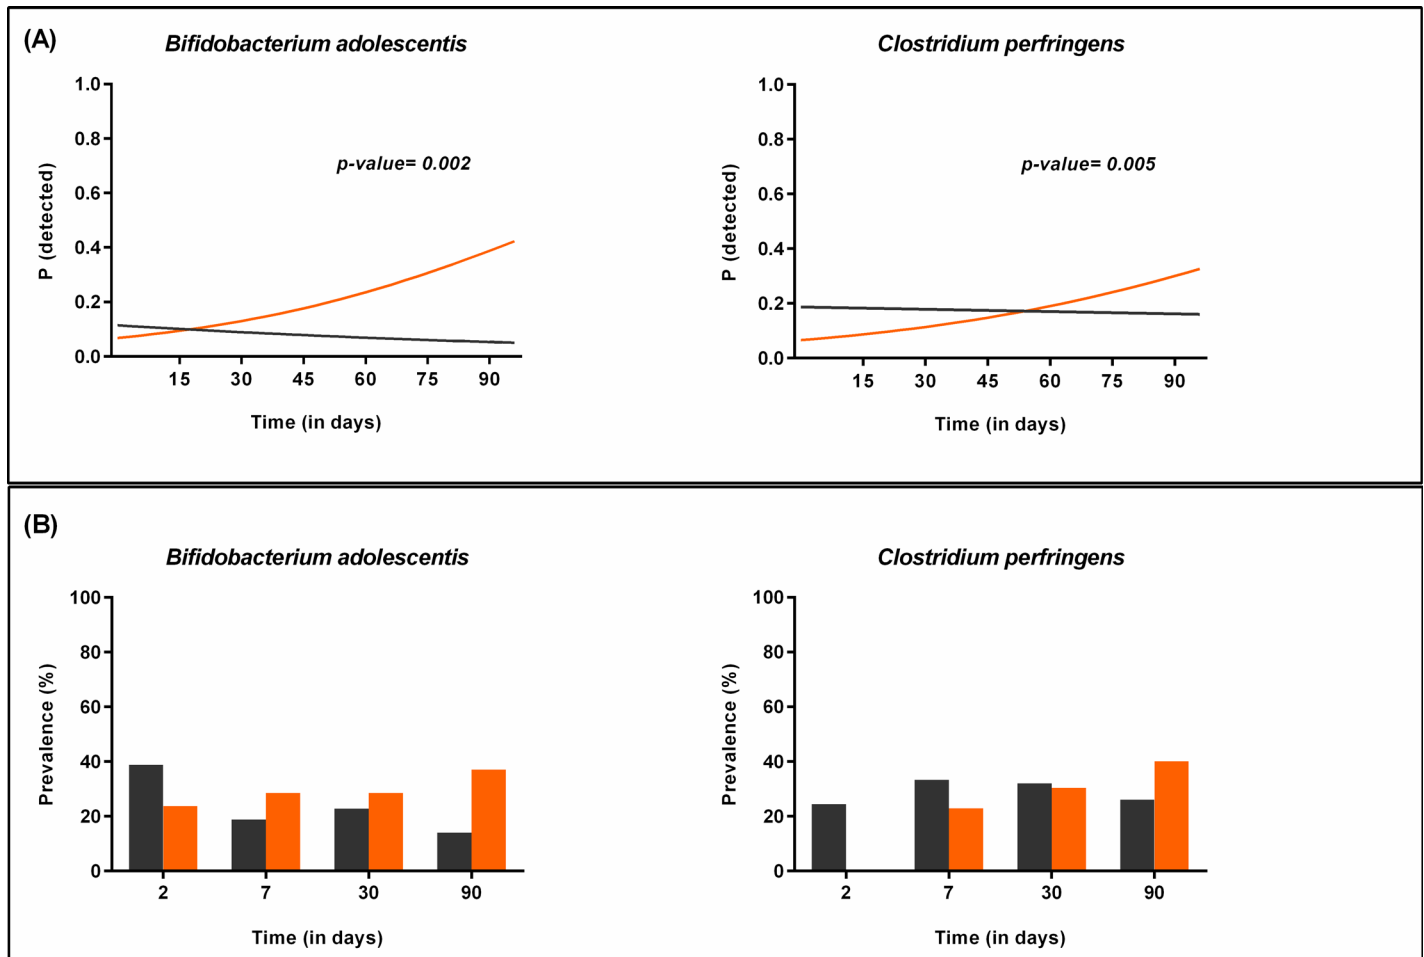 (A)
Bifidobacterium adolescentis
Clostridium perfringens
P (detected)
1.0
0.8
0.6
0.4
0.2
0.0
p-value= 0.002
15 30 45 60 75 90
Time (in days)
P (detected)
1.0
0.8
0.6
0.4
0.2
0.0
p-value= 0.005
15 30 45 60 75 90
Time (in days)
(B)
Bifidobacterium adolescentis
Clostridium perfringens
Prevalence (%)
100
80
60
40
20
0
2 7 30 90
Time (in days)
Prevalence (%)
100
80
60
40
20
0
2 7 30 90
Time (in days)